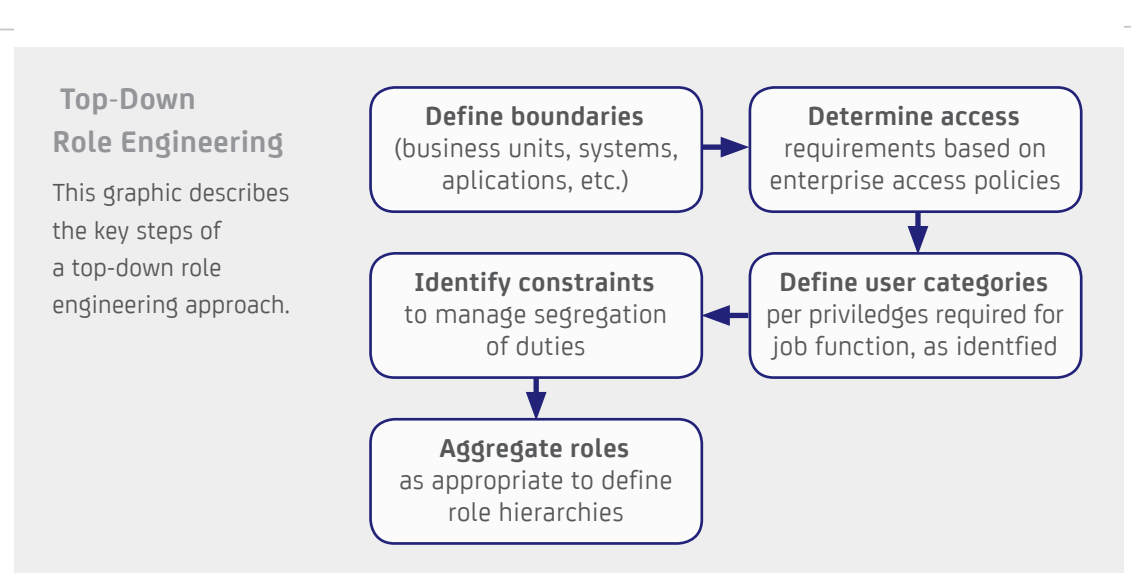 Top-Down
Role Engineering
This graphic describes
the key steps of
a top-down role
engineering approach.
Define boundaries
(business units, systems,
aplications, etc.)
Determine access
requirements based on
enterprise access policies
Define user categories
per priviledges required for
job function, as identfied
Identify constraints
to manage segregation
of duties
Aggregate roles
as appropriate to define
role hierarchies